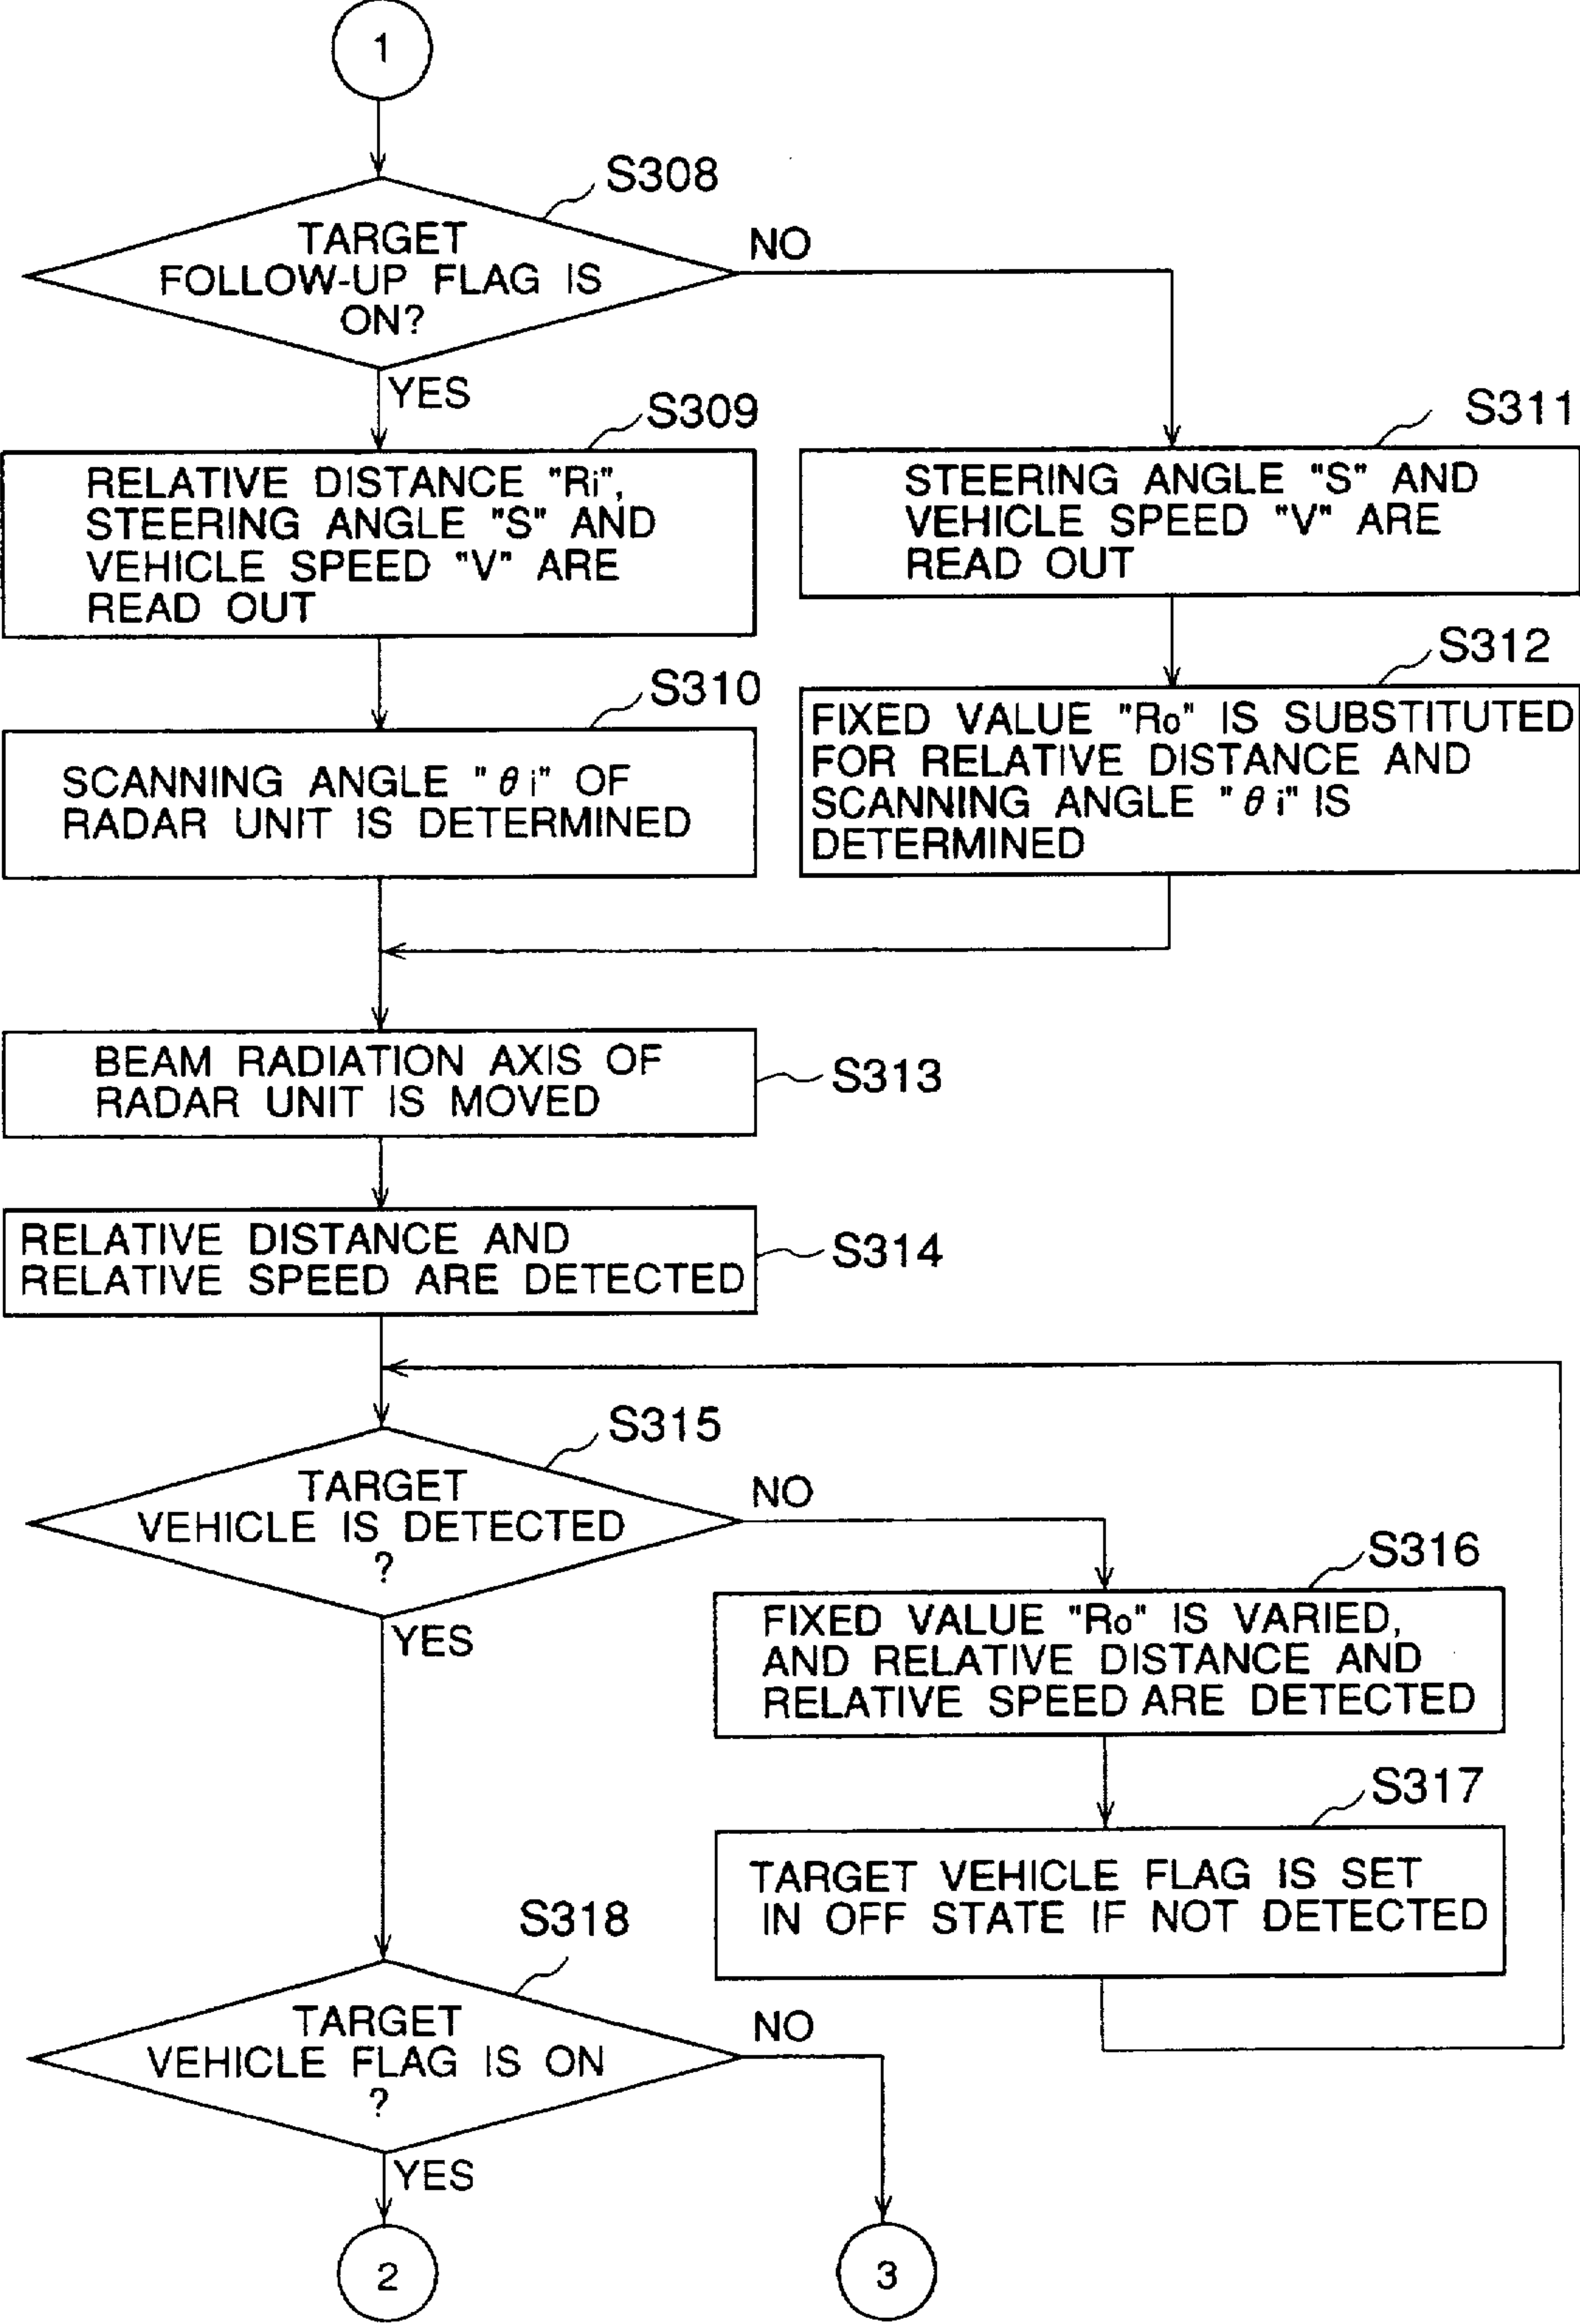 1
S308
TARGET
FOLLOW-UP FLAG IS
ON?
NO
YES
S309
RELATIVE DISTANCE "Ri",
STEERING ANGLE "S" AND
VEHICLE SPEED "V" ARE
READ OUT
S311
STEERING ANGLE "S" AND
VEHICLE SPEED "V" ARE
READ OUT
S310
SCANNING ANGLE "θi" OF
RADAR UNIT IS DETERMINED
S312
FIXED VALUE "Ro" IS SUBSTITUTED
FOR RELATIVE DISTANCE AND
SCANNING ANGLE "θi" IS
DETERMINED
BEAM RADIATION AXIS OF
RADAR UNIT IS MOVED
S313
RELATIVE DISTANCE AND
RELATIVE SPEED ARE DETECTED
S314
S315
TARGET
VEHICLE IS DETECTED
?
NO
YES
S316
FIXED VALUE "Ro" IS VARIED,
AND RELATIVE DISTANCE AND
RELATIVE SPEED ARE DETECTED
S317
TARGET VEHICLE FLAG IS SET
IN OFF STATE IF NOT DETECTED
S318
TARGET
VEHICLE FLAG IS ON
?
NO
YES
2
3